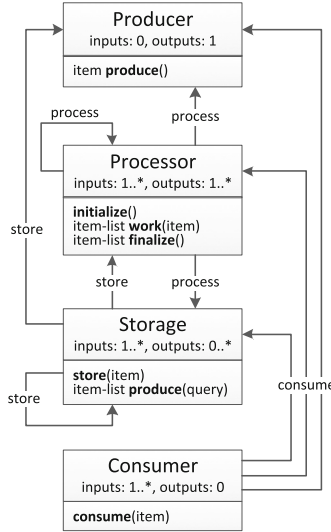 Producer
inputs: 0, outputs: 1
item produce()
process
process
Processor
inputs: 1..*, outputs: 1..*
initialize()
item-list work(item)
item-list finalize()
store
store
process
Storage
inputs: 1..*, outputs: 0..*
store(item)
item-list produce(query)
store
consume
Consumer
inputs: 1..*, output: 0
consume(item)